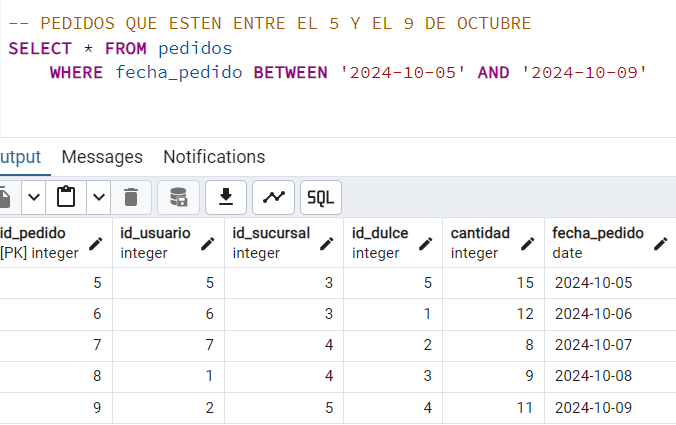 -- PEDIDOS QUE ESTEN ENTRE EL 5 Y EL 9 DE OCTUBRE
SELECT * FROM pedidos
WHERE fecha_pedido BETWEEN '2024-10-05' AND '2024-10-09'
utput Messages Notifications
SQL
id_pedido id_usuario id_sucursal id_dulce cantidad fecha_pedido
[PK] integer integer integer integer integer date
5 5 3 5 15 2024-10-05
6 6 3 1 12 2024-10-06
7 7 4 2 8 2024-10-07
8 1 4 3 9 2024-10-08
9 2 5 4 11 2024-10-09